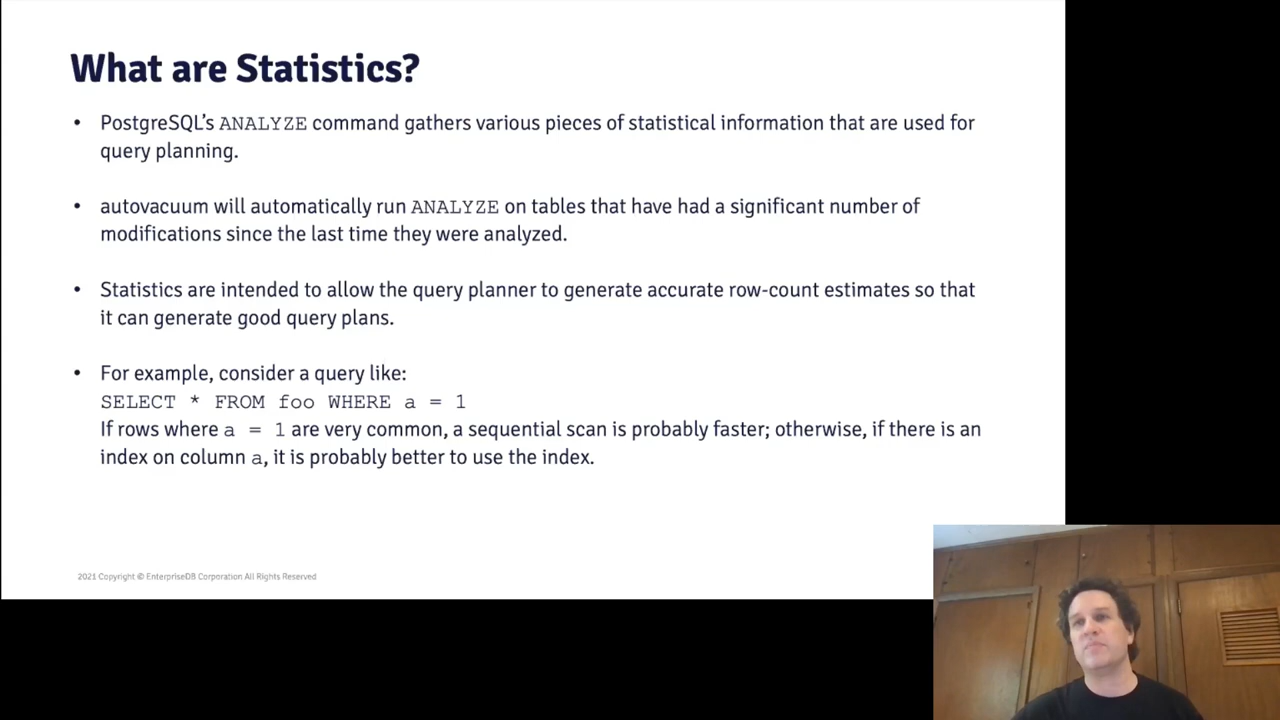 What are Statistics?
• PostgreSQL’s ANALYZE command gathers various pieces of statistical information that are used for
query planning.
• autovacuum will automatically run ANALYZE on tables that have had a significant number of
modifications since the last time they were analyzed.
• Statistics are intended to allow the query planner to generate accurate row-count estimates so that
it can generate good query plans.
• For example, consider a query like:
SELECT * FROM foo WHERE a = 1
If rows where a = 1 are very common, a sequential scan is probably faster; otherwise, if there is an
index on column a, it is probably better to use the index.
2021 Copyright © EnterpriseDB Corporation All Rights Reserved